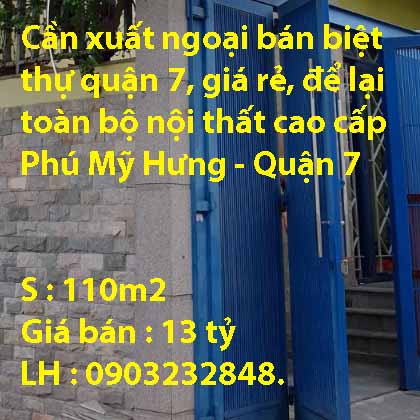 Cần xuất ngoại bán biệt
thự quận 7, giá rẻ, để lại
toàn bộ nội thất cao cấp
Phú Mỹ Hưng - Quận 7
S : 110m2
Giá bán : 13 tỷ
LH : 0903232848.